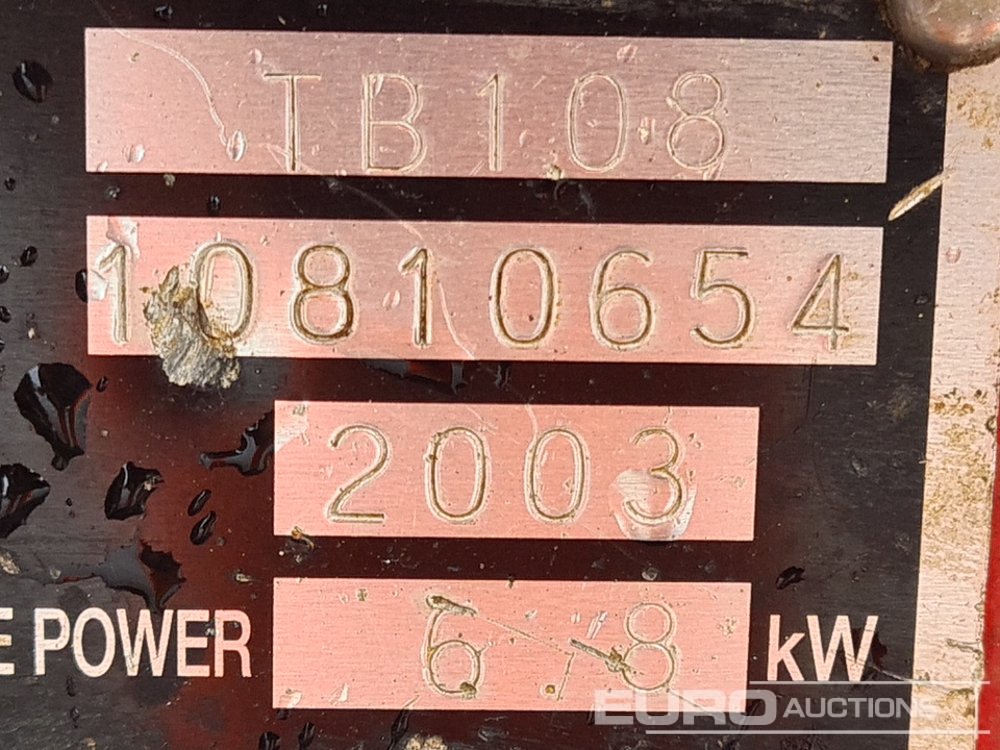 TB108
10810654
2003
E POWER 6.8 kW
EURO AUCTIONS